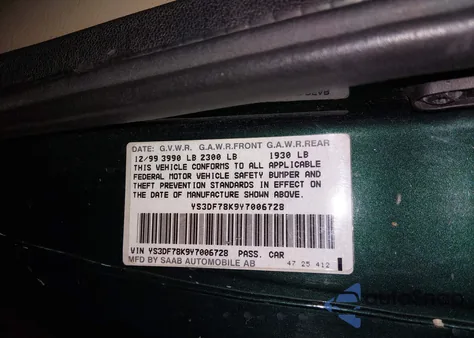 DATE: G.V.W.R. G.A.W.R.FRONT G.A.W.R.REAR
12/99 3990 LB 2300 LB 1930 LB
THIS VEHICLE CONFORMS TO ALL APPLICABLE
FEDERAL MOTOR VEHICLE SAFETY BUMPER AND
THEFT PREVENTION STANDARDS IN EFFECT ON
THE DATE OF MANUFACTURE SHOWN ABOVE.
YS3DF78K9Y7006728
VIN YS3DF78K9Y7006728 PASS. CAR
MFD BY SAAB AUTOMOBILE AB 47 25 412